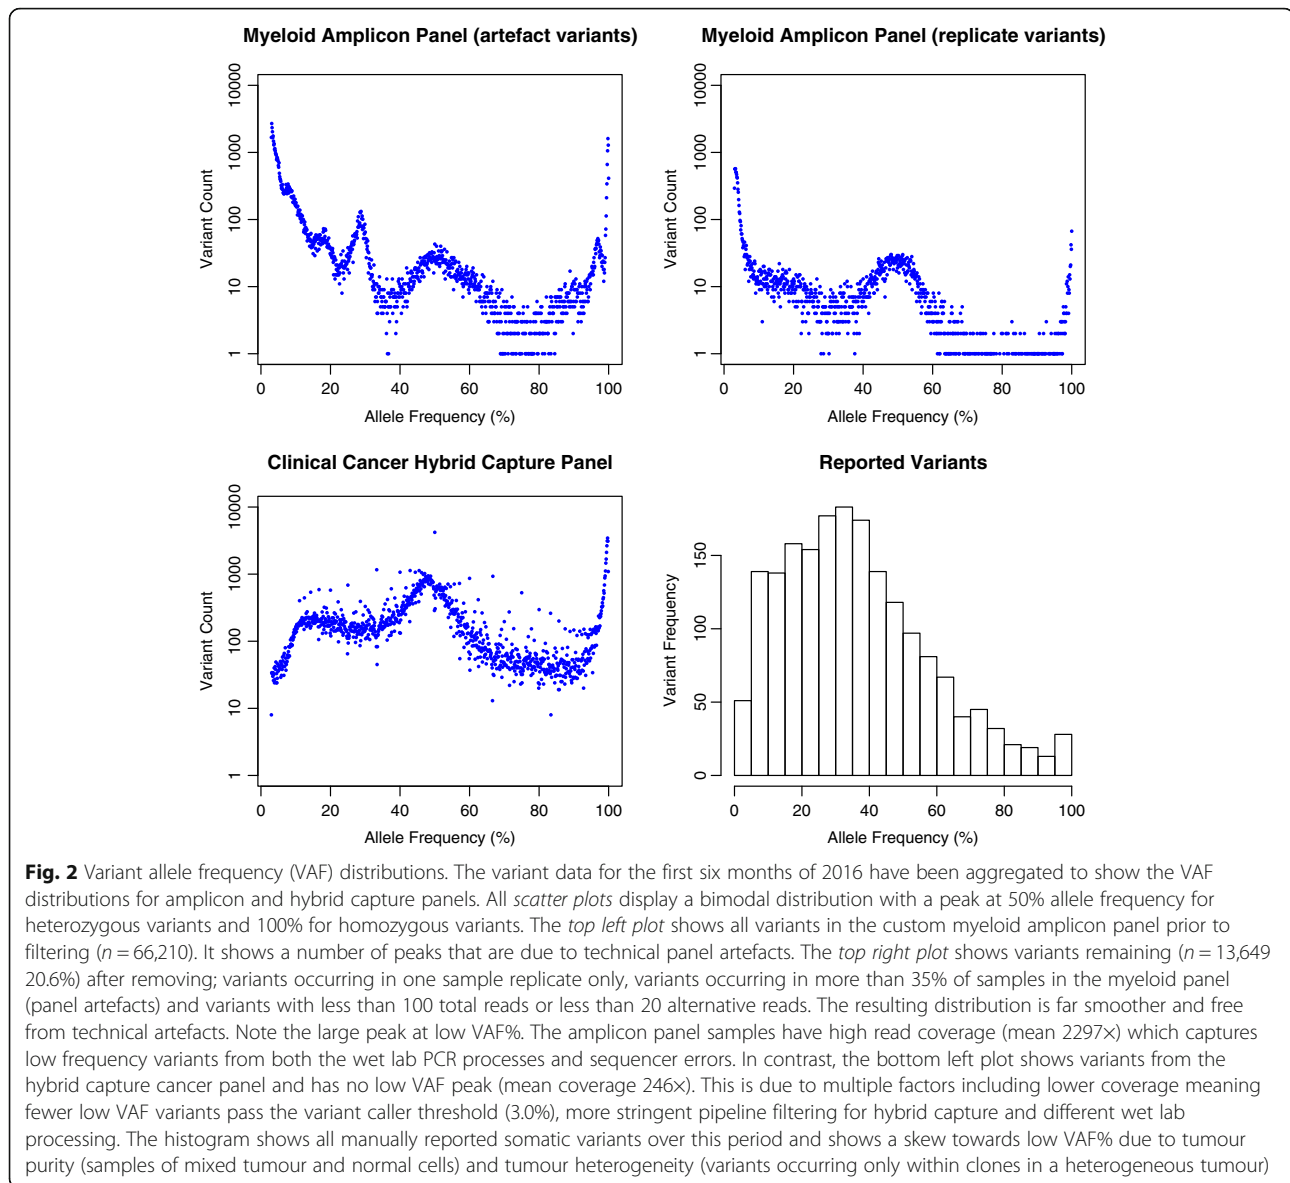 Myeloid Amplicon Panel (artefact variants)
Variant Count
10000
1000
100
10
1
0 20 40 60 80 100
Allele Frequency (%)
Myeloid Amplicon Panel (replicate variants)
Variant Count
10000
1000
100
10
1
0 20 40 60 80 100
Allele Frequency (%)
Clinical Cancer Hybrid Capture Panel
Variant Count
10000
1000
100
10
1
0 20 40 60 80 100
Allele Frequency (%)
Reported Variants
Variant Frequency
150
100
50
0
0 20 40 60 80 100
Allele Frequency (%)
Fig. 2 Variant allele frequency (VAF) distributions. The variant data for the first six months of 2016 have been aggregated to show the VAF
distributions for amplicon and hybrid capture panels. All scatter plots display a bimodal distribution with a peak at 50% allele frequency for
heterozygous variants and 100% for homozygous variants. The top left plot shows all variants in the custom myeloid amplicon panel prior to
filtering (n = 66,210). It shows a number of peaks that are due to technical panel artefacts. The top right plot shows variants remaining (n = 13,649
20.6%) after removing; variants occurring in one sample replicate only, variants occurring in more than 35% of samples in the myeloid panel
(panel artefacts) and variants with less than 100 total reads or less than 20 alternative reads. The resulting distribution is far smoother and free
from technical artefacts. Note the large peak at low VAF%. The amplicon panel samples have high read coverage (mean 2297×) which captures
low frequency variants from both the wet lab PCR processes and sequencer errors. In contrast, the bottom left plot shows variants from the
hybrid capture cancer panel and has no low VAF peak (mean coverage 246×). This is due to multiple factors including lower coverage meaning
fewer low VAF variants pass the variant caller threshold (3.0%), more stringent pipeline filtering for hybrid capture and different wet lab
processing. The histogram shows all manually reported somatic variants over this period and shows a skew towards low VAF% due to tumour
purity (samples of mixed tumour and normal cells) and tumour heterogeneity (variants occurring only within clones in a heterogeneous tumour)